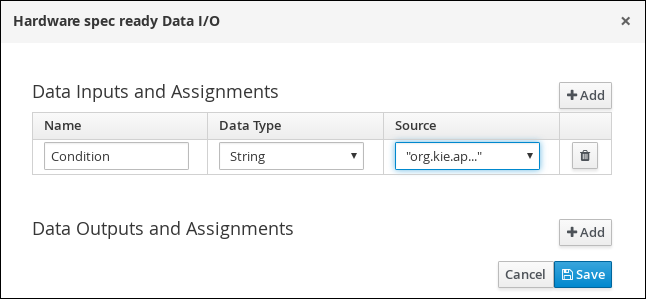 Hardware spec ready Data I/O ×
Data Inputs and Assignments
+ Add
Name Data Type Source
Condition String "org.kie.ap..."
Data Outputs and Assignments
+ Add
Cancel Save